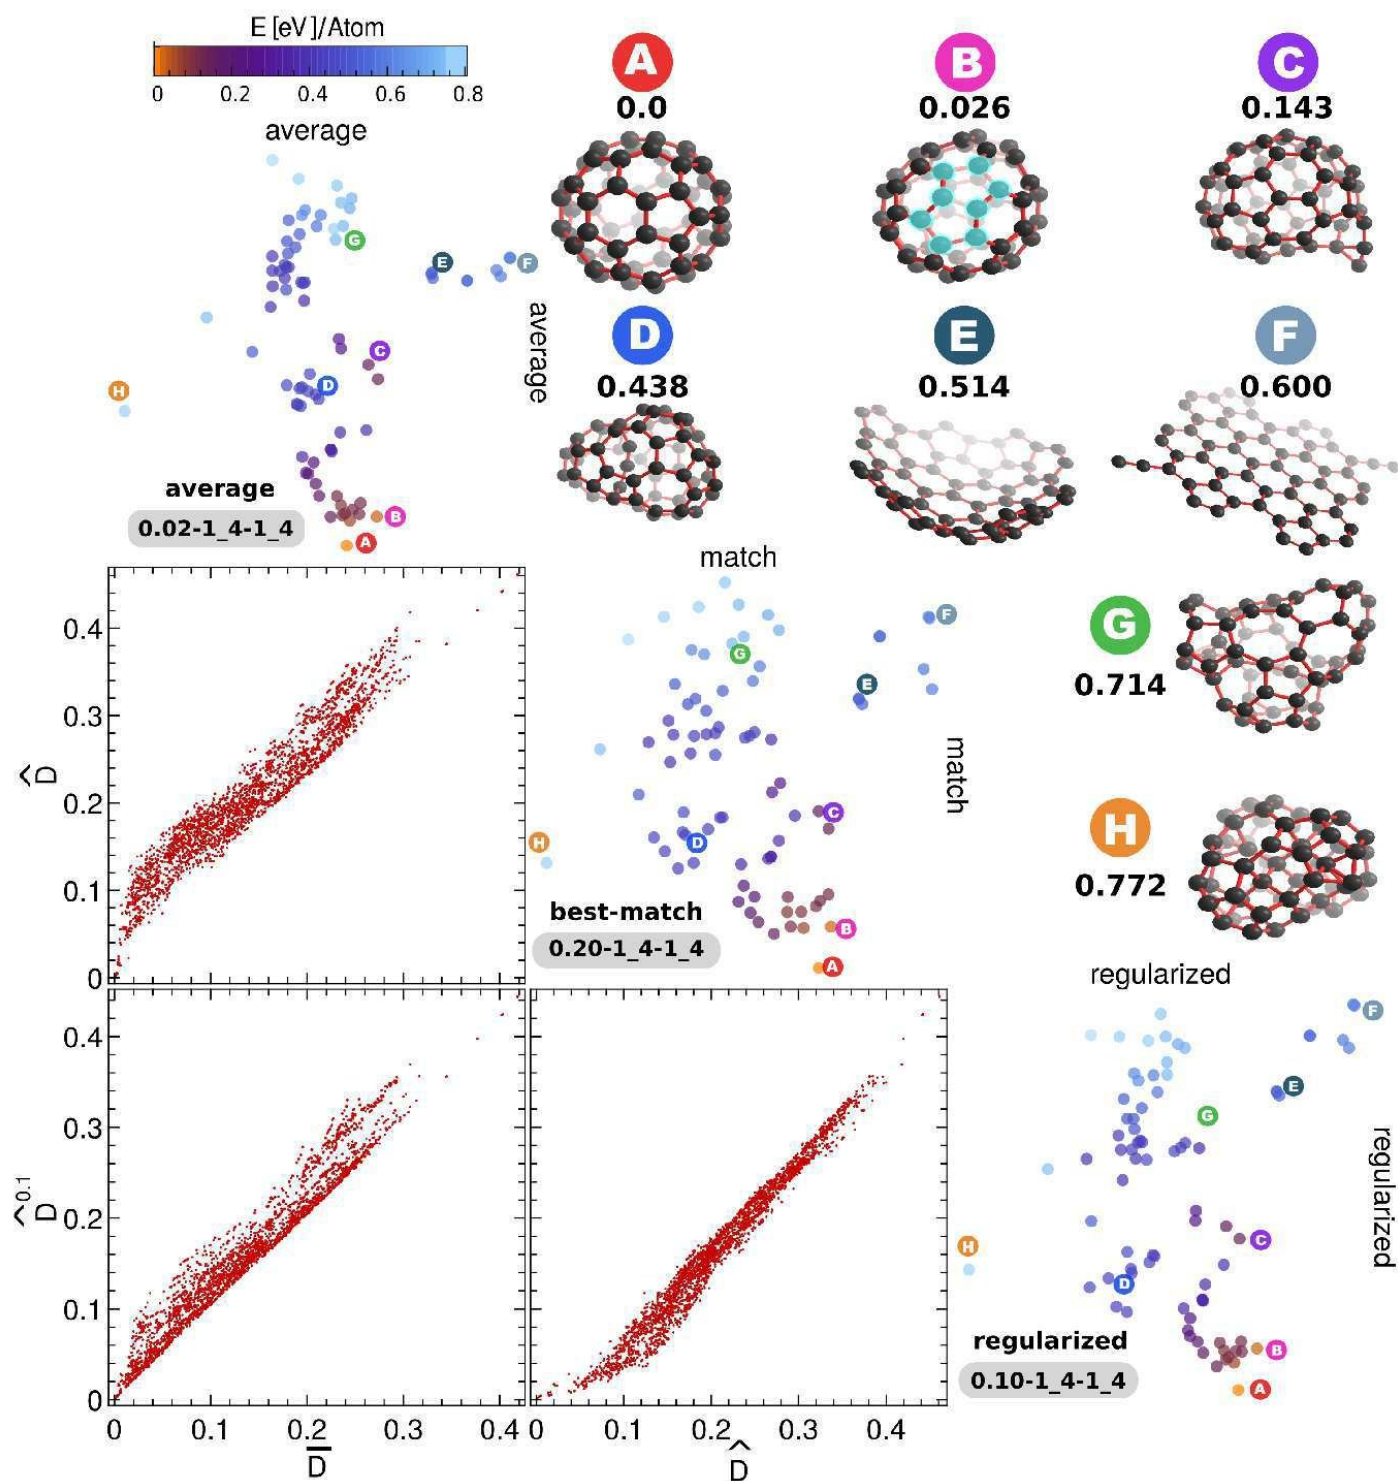 E [eV]/Atom
0 0.2 0.4 0.6 0.8
average
A
0.0
B
0.026
C
0.143
G
E
F
average
C
H
D
average
0.02-1_4-1_4
B
A
D
0.438
E
0.514
F
0.600
match
G
0.714
H
0.772
F
G
E
match
C
H
D
best-match
0.20-1_4-1_4
B
A
0.4
0.3
0.2
0.1
0
D̂
regularized
F
E
G
regularized
C
H
D
regularized
0.10-1_4-1_4
B
A
0.4
0.3
0.2
0.1
0
D̂^0.1
0 0.1 0.2 0.3 0.4
D̅
0 0.1 0.2 0.3 0.4
D̂